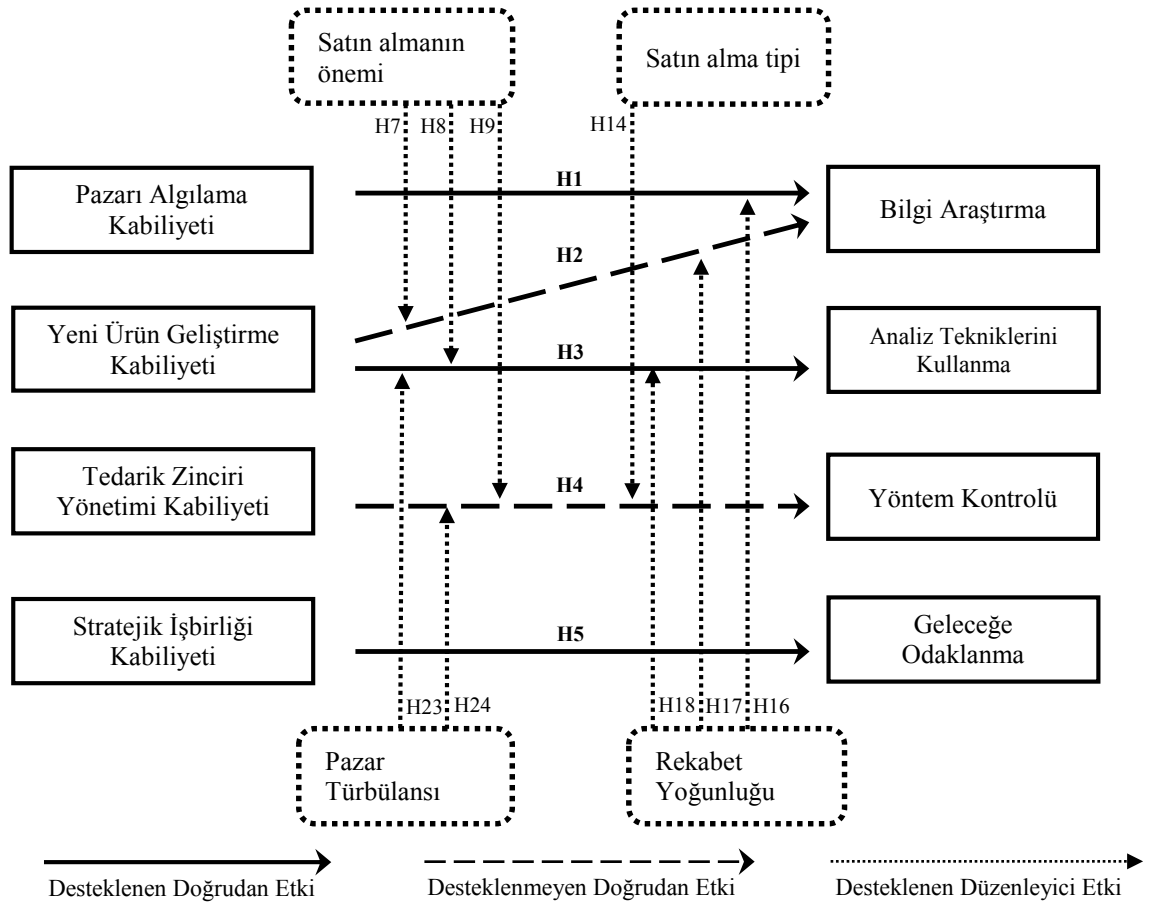 Satın almanın
önemi
Satın alma tipi
H7
H8
H9
H14
Pazarı Algılama
Kabiliyeti
H1
Bilgi Araştırma
H2
Yeni Ürün Geliştirme
Kabiliyeti
H3
Analiz Tekniklerini
Kullanma
Tedarik Zinciri
Yönetimi Kabiliyeti
H4
Yöntem Kontrolü
Stratejik İşbirliği
Kabiliyeti
H5
Geleceğe
Odaklanma
H23
H24
H18
H17
H16
Pazar
Türbülansı
Rekabet
Yoğunluğu
Desteklenen Doğrudan Etki
Desteklenmeyen Doğrudan Etki
Desteklenen Düzenleyici Etki